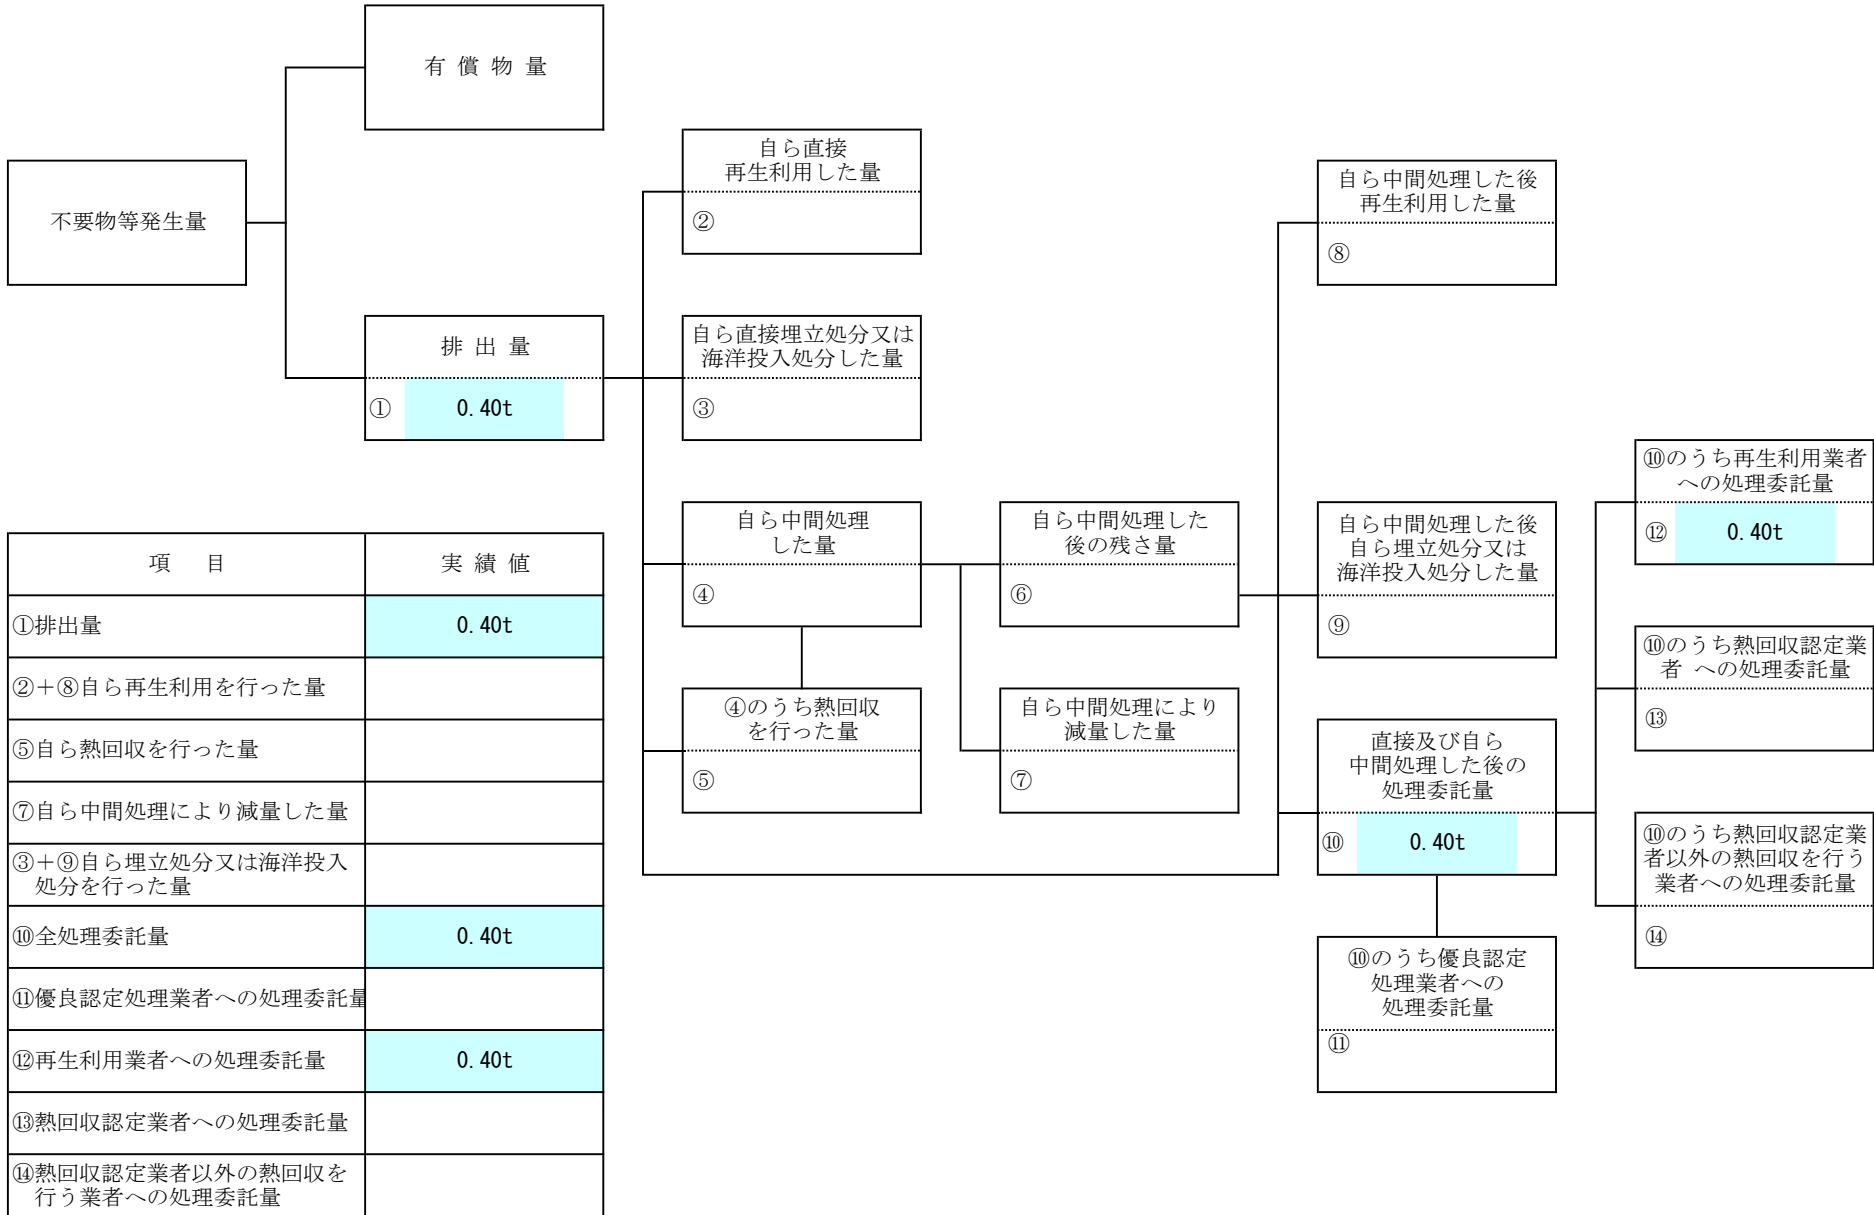 有 償 物 量
不要物等発生量
排 出 量
① 0.40t
自ら直接
再生利用した量
②
自ら直接埋立処分又は
海洋投入処分した量
③
自ら中間処理
した量
④
④のうち熱回収
を行った量
⑤
自ら中間処理した
後の残さ量
⑥
自ら中間処理により
減量した量
⑦
自ら中間処理した後
再生利用した量
⑧
自ら中間処理した後
自ら埋立処分又は
海洋投入処分した量
⑨
直接及び自ら
中間処理した後の
処理委託量
⑩ 0.40t
⑩のうち優良認定
処理業者への
処理委託量
⑪
⑩のうち再生利用業者
への処理委託量
⑫ 0.40t
⑩のうち熱回収認定業
者 への処理委託量
⑬
⑩のうち熱回収認定業
者以外の熱回収を行う
業者への処理委託量
⑭
項 目 実 績 値
①排出量 0.40t
②+⑧自ら再生利用を行った量
⑤自ら熱回収を行った量
⑦自ら中間処理により減量した量
③+⑨自ら埋立処分又は海洋投入
処分を行った量
⑩全処理委託量 0.40t
⑪優良認定処理業者への処理委託量
⑫再生利用業者への処理委託量 0.40t
⑬熱回収認定業者への処理委託量
⑭熱回収認定業者以外の熱回収を
行う業者への処理委託量